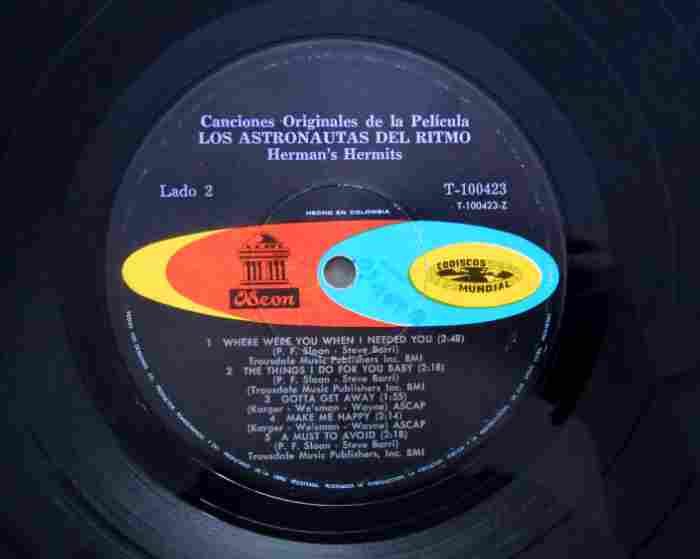 Canciones Originales de la Película
LOS ASTRONAUTAS DEL RITMO
Herman's Hermits
Lado 2
T-100423
T-100423-Z
HECHO EN COLOMBIA
Odeon
CODISCOS
MUNDIAL
1 WHERE WERE YOU WHEN I NEEDED YOU (2:48)
(P. F. Sloan - Steve Barri)
Trousdale Music Publishers Inc. BMI
2 THE THINGS I DO FOR YOU BABY (2:18)
(P. F. Sloan - Steve Barri)
(Trousdale Music Publishers Inc. BMI
3 GOTTA GET AWAY (1:55)
(Karger - We'sman - Wayne) ASCAP
4 MAKE ME HAPPY (2:14)
(Karger - Weisman - Wayne) ASCAP
5 A MUST TO AVOID (2:18)
(P. F. Sloan - Steve Barri)
Trousdale Music Publishers, Inc. BMI